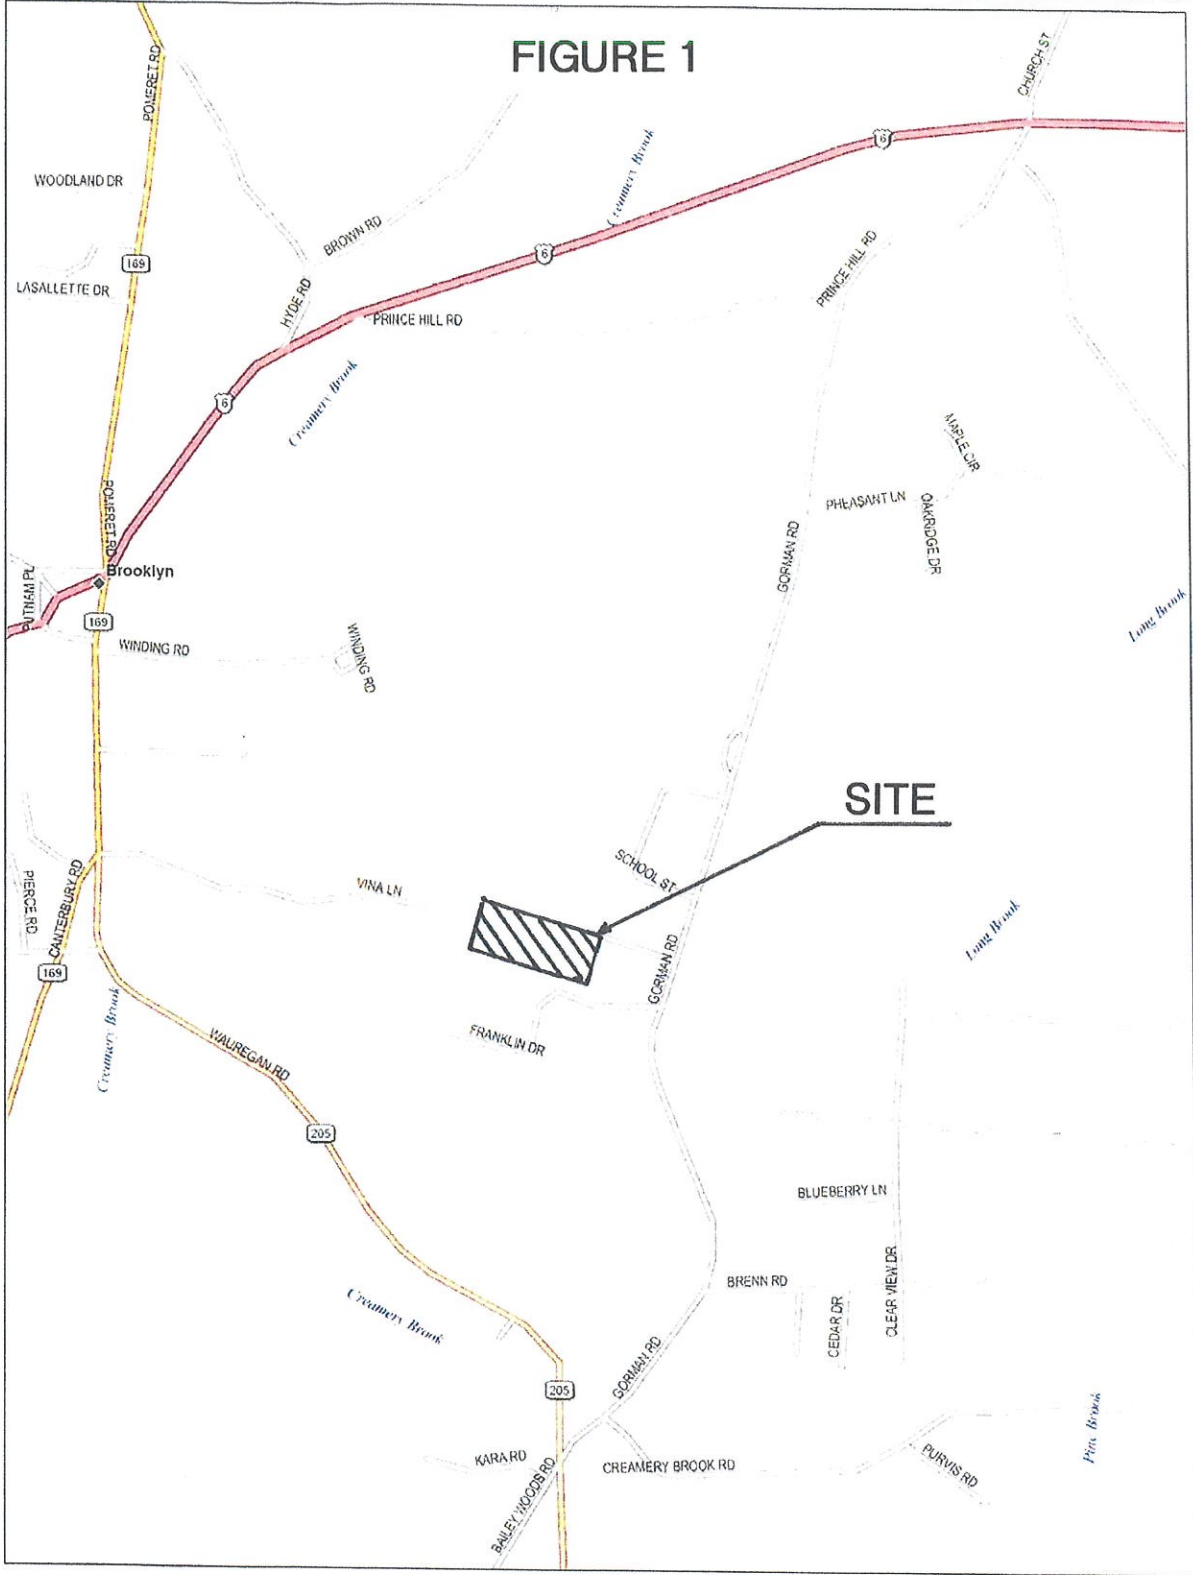 FIGURE 1
CHURCH ST
POMFRET RD
6
Creamery Brook
WOODLAND DR
BROWN RD
PRINCE HILL RD
169
6
LASALLETTE DR
HYDE RD
PRINCE HILL RD
Creamery Brook
6
MAPLE CIR
PHEASANT LN
OAKRIDGE DR
POMFRET RD
GORMAN RD
Brooklyn
PUTNAM PL
Long Brook
169
WINDING RD
WINDING RD
SITE
SCHOOL ST
VINA LN
PIERCE RD
CANTERBURY RD
Long Brook
169
GORMAN RD
Creamery Brook
WAUREGAN RD
FRANKLIN DR
205
BLUEBERRY LN
BRENN RD
CLEAR VIEW DR
CEDAR DR
Creamery Brook
GORMAN RD
205
Pine Brook
KARA RD
CREAMERY BROOK RD
PURVIS RD
BAILEY WOODS RD